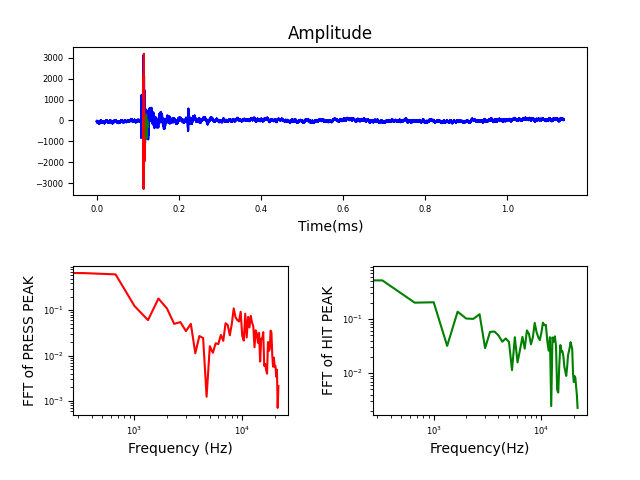 Amplitude
3000
2000
1000
0
−1000
−2000
−3000
0.0 0.2 0.4 0.6 0.8 1.0
Time(ms)
FFT of PRESS PEAK
10⁻¹
10⁻²
10⁻³
10³ 10⁴
Frequency (Hz)
FFT of HIT PEAK
10⁻¹
10⁻²
10³ 10⁴
Frequency(Hz)